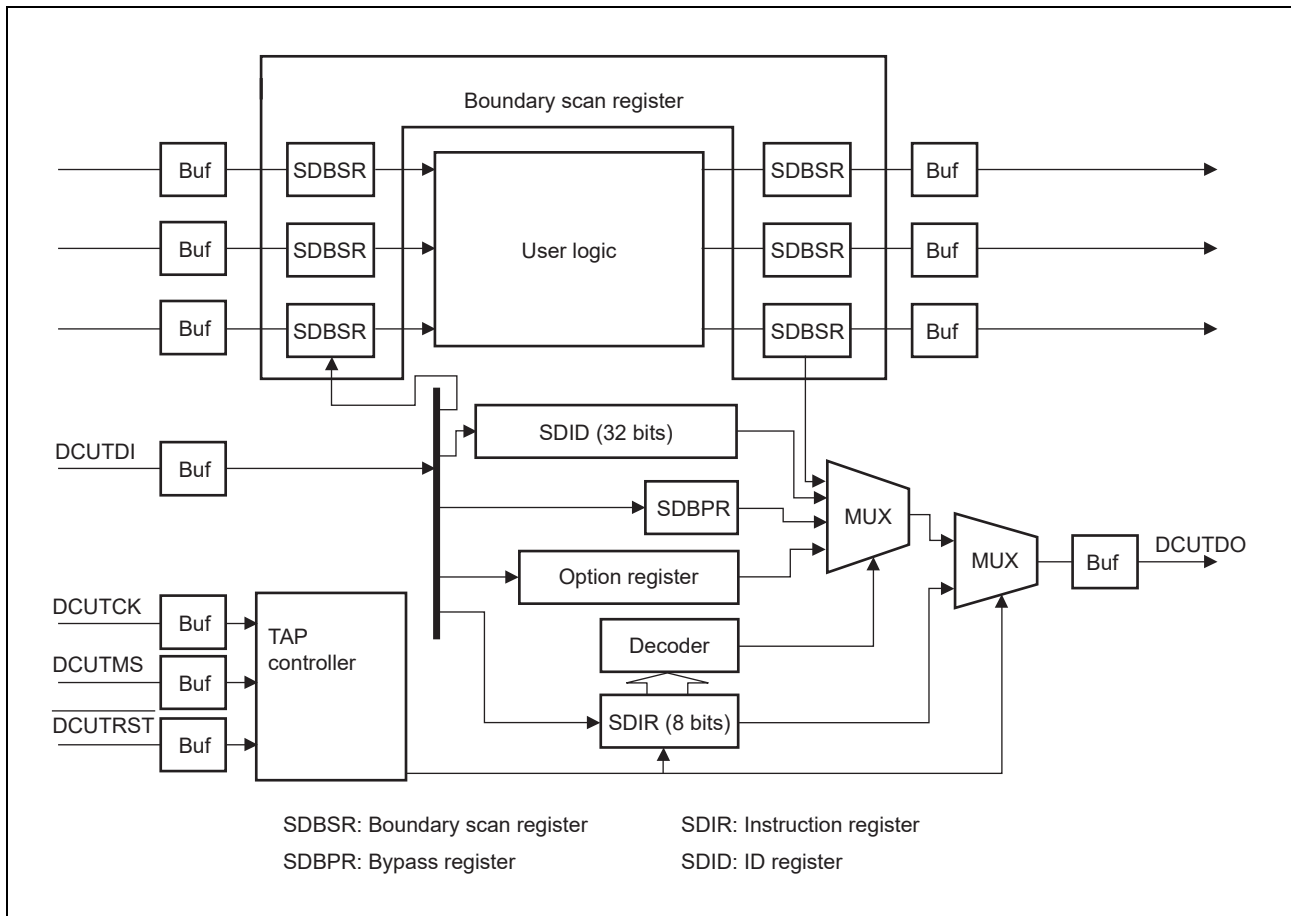 Boundary scan register
Buf
SDBSR
SDBSR
Buf
Buf
SDBSR
User logic
SDBSR
Buf
Buf
SDBSR
SDBSR
Buf
DCUTDI
Buf
SDID (32 bits)
SDBPR
MUX
MUX
DCUTDO
Buf
Option register
DCUTCK
Buf
TAP
controller
Decoder
DCUTMS
Buf
DCUTRST
Buf
SDIR (8 bits)
SDBSR: Boundary scan register
SDIR: Instruction register
SDBPR: Bypass register
SDID: ID register